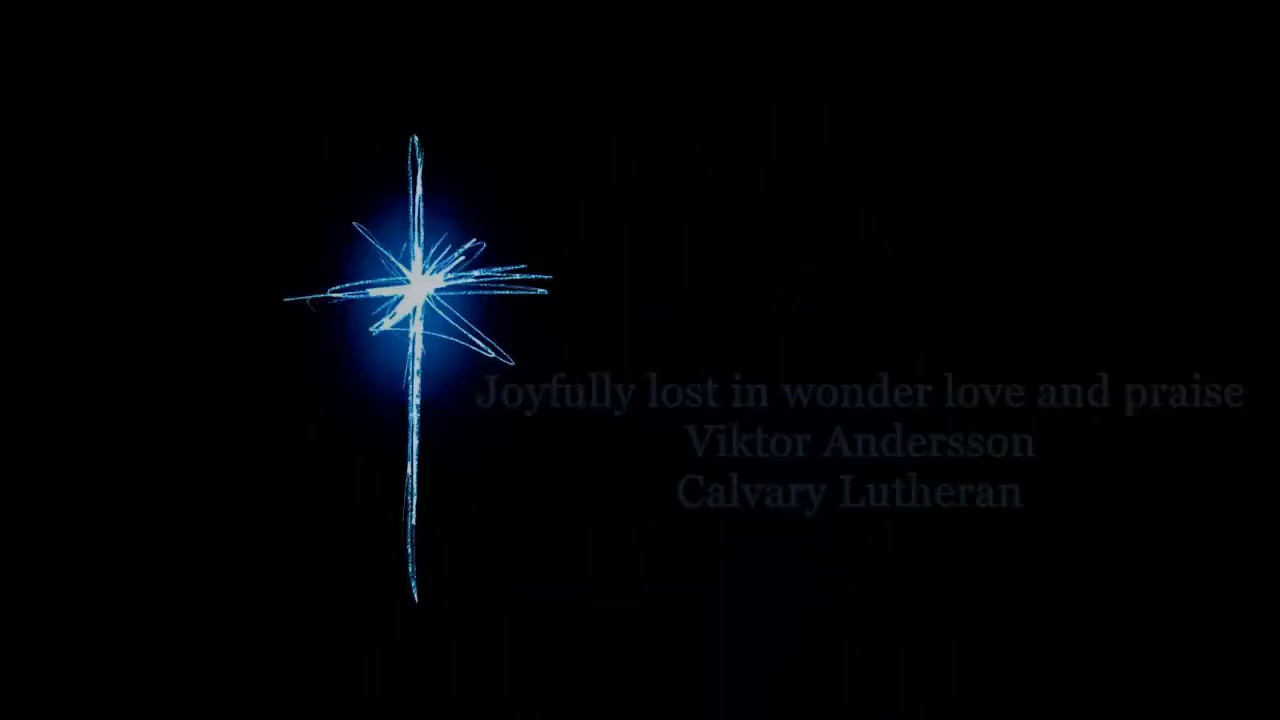 Joyfully lost in wonder love and praise
Viktor Andersson
Calvary Lutheran